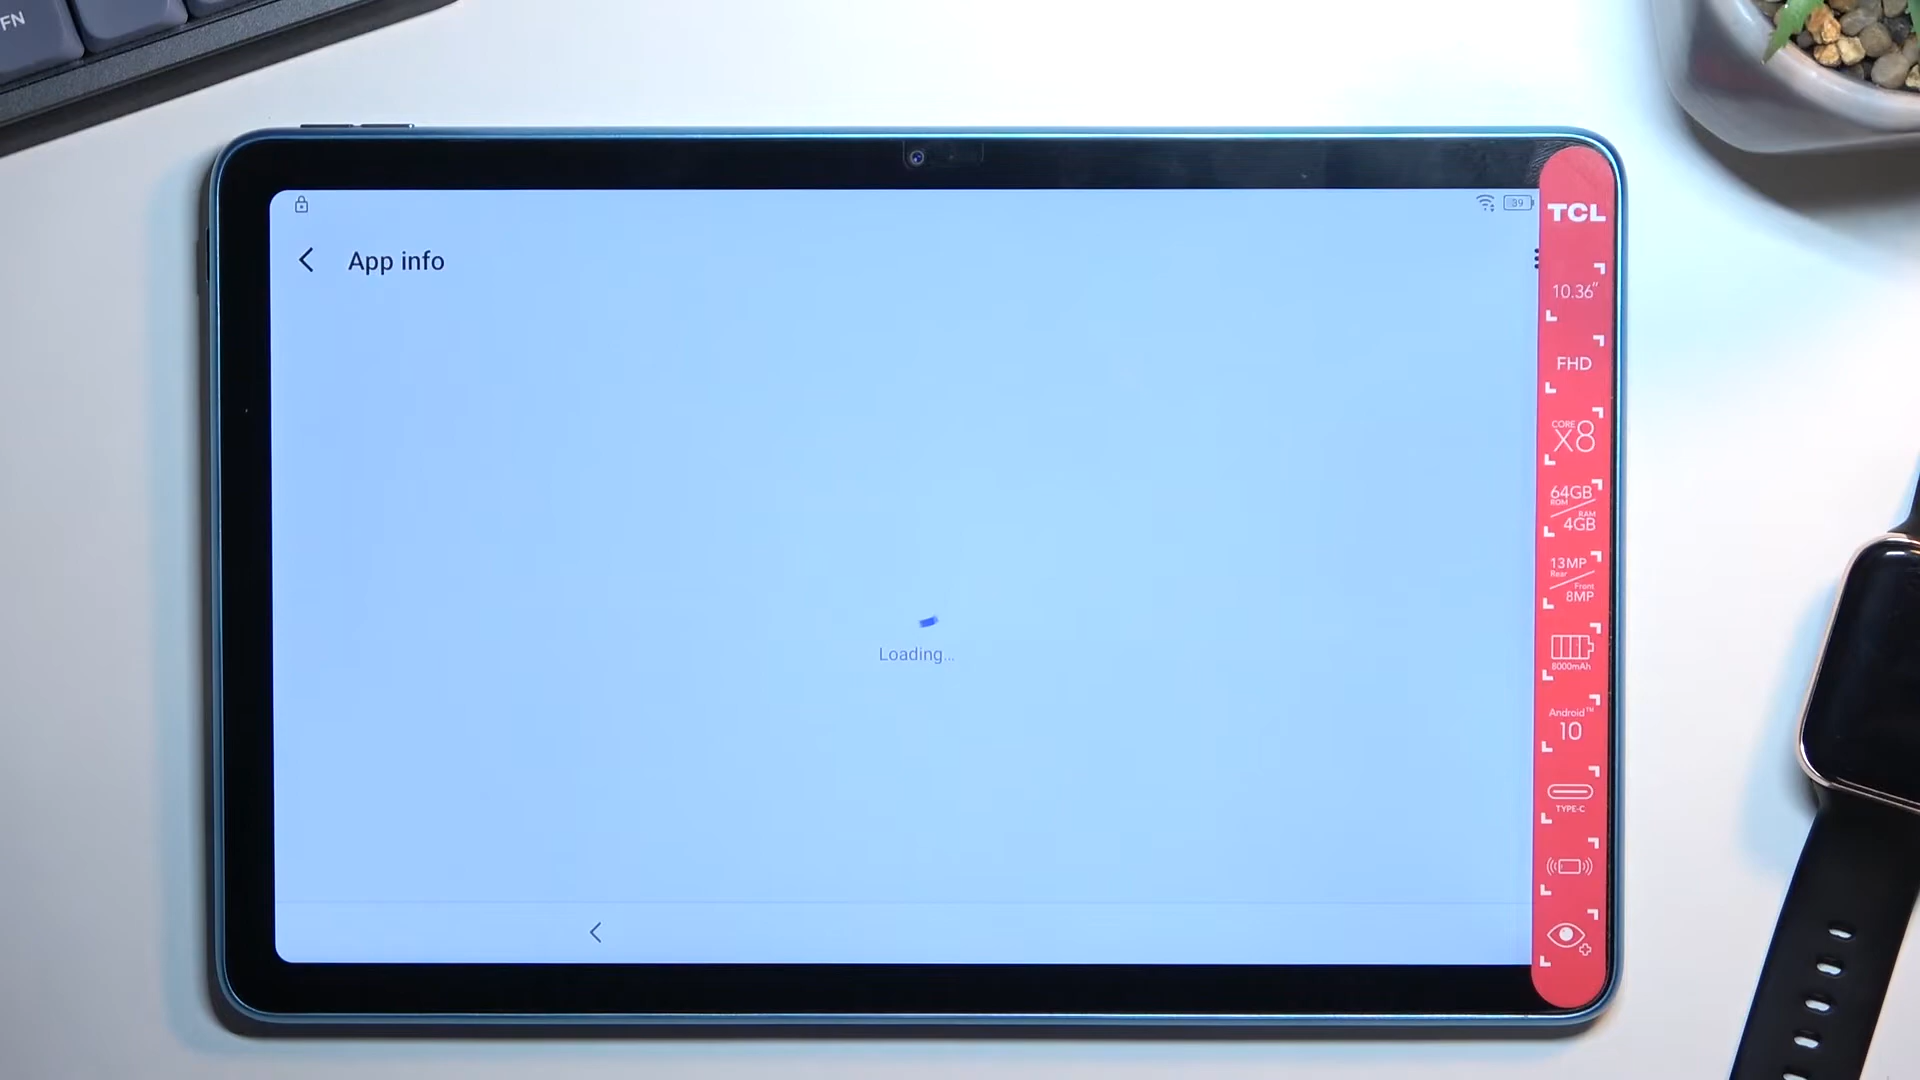 FN
39
App info
Loading...
TCL
10.36"
FHD
CORE
X8
64GB
ROM
RAM
4GB
13MP
Rear
Front
8MP
8000mAh
Android™
10
TYPE-C